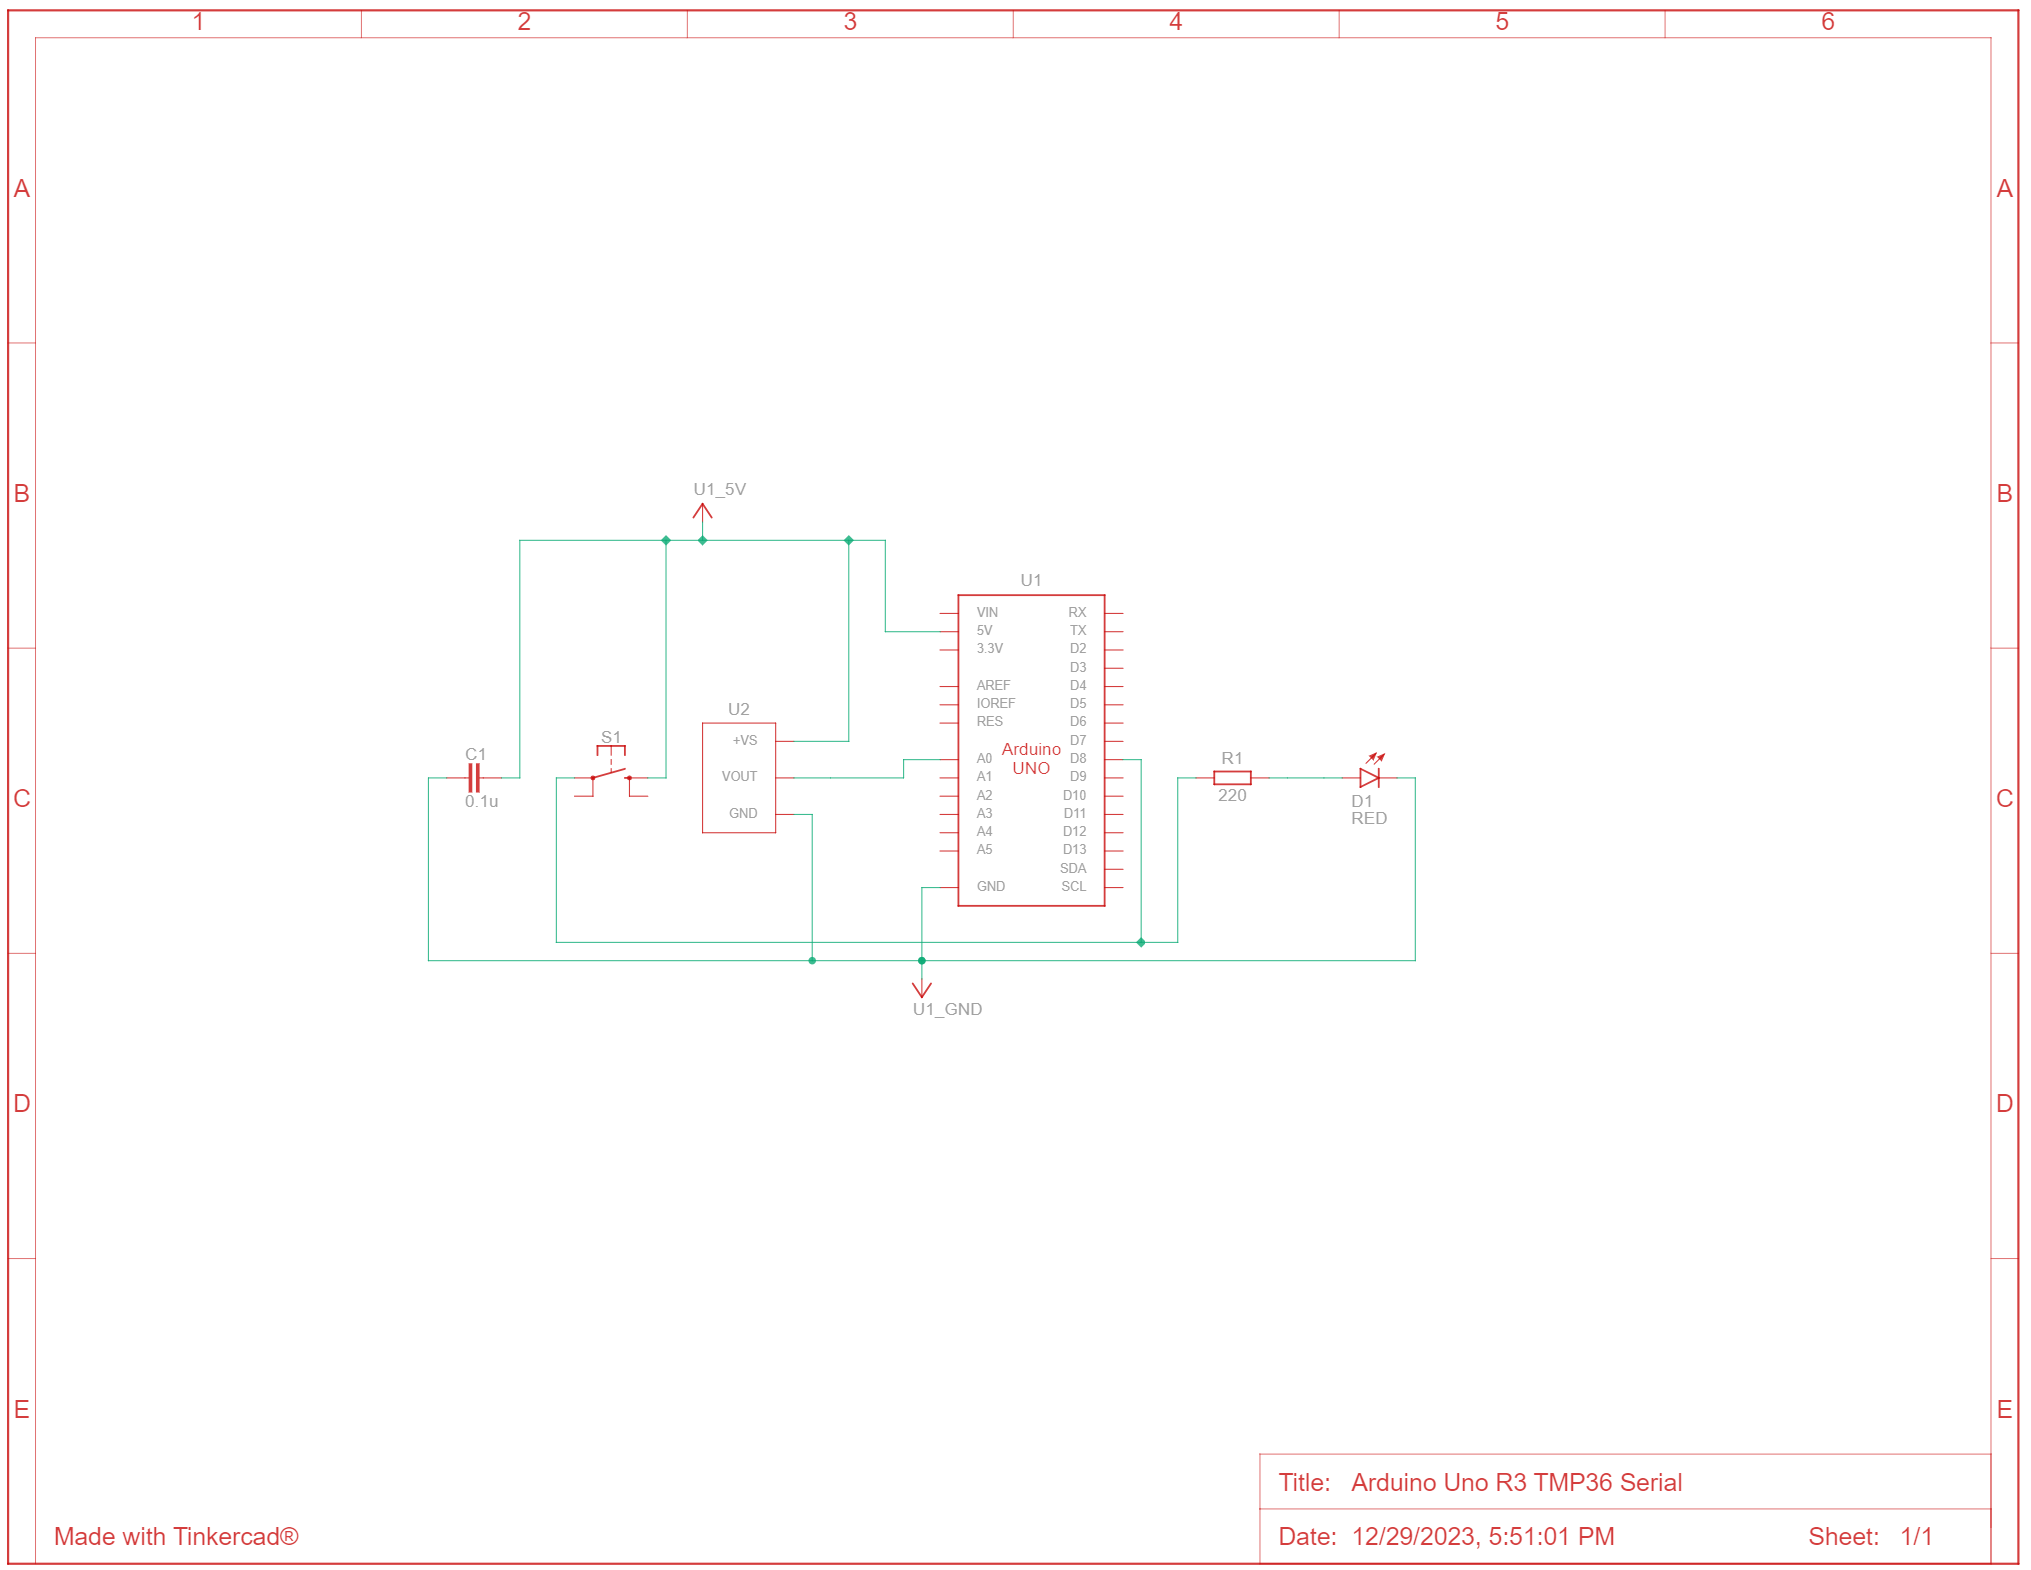 1 2 3 4 5 6
A A
B B
U1_5V
U1
VIN RX
5V TX
3.3V D2
D3
AREF D4
IOREF D5
RES D6
U2
+VS
D7
S1
Arduino
UNO
C1
A0 D8
R1
VOUT
A1 D9
C C
0.1u
A2 D10
220
D1
RED
GND
A3 D11
A4 D12
A5 D13
SDA
GND SCL
U1_GND
D D
E E
Title: Arduino Uno R3 TMP36 Serial
Made with Tinkercad®
Date: 12/29/2023, 5:51:01 PM Sheet: 1/1